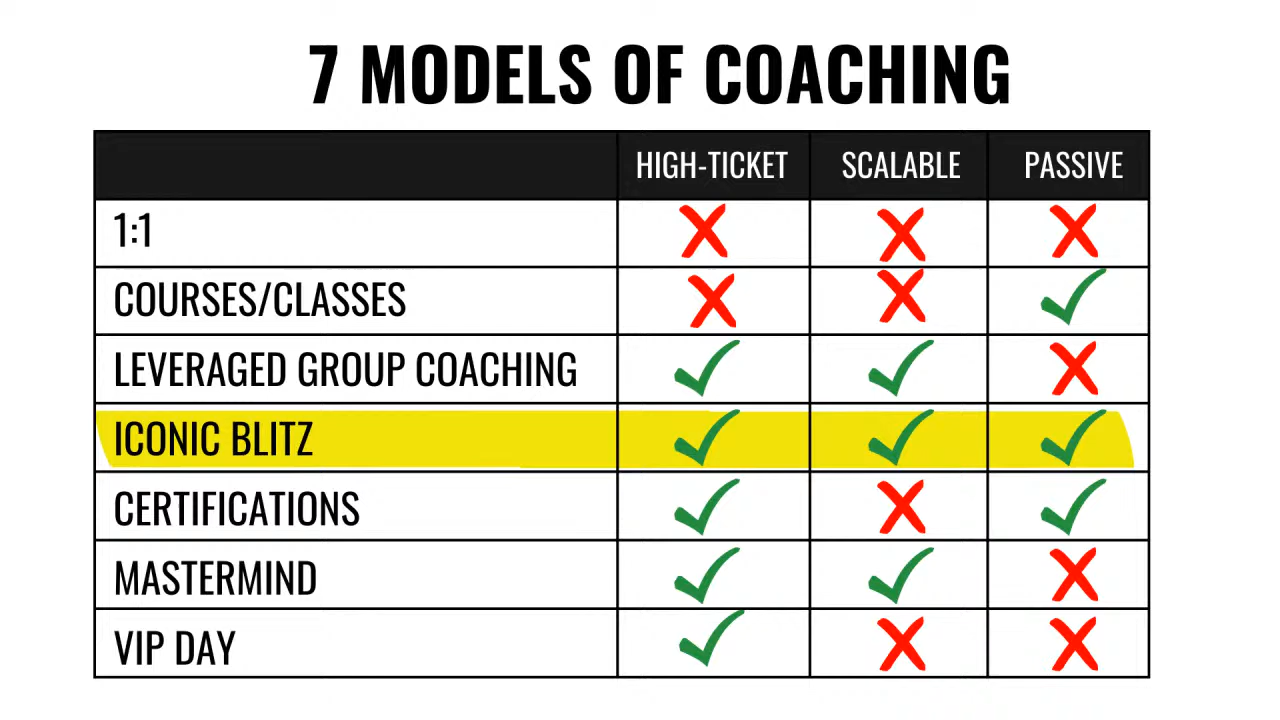 7 MODELS OF COACHING
HIGH-TICKET SCALABLE PASSIVE
1:1
COURSES/CLASSES
LEVERAGED GROUP COACHING
ICONIC BLITZ
CERTIFICATIONS
MASTERMIND
VIP DAY